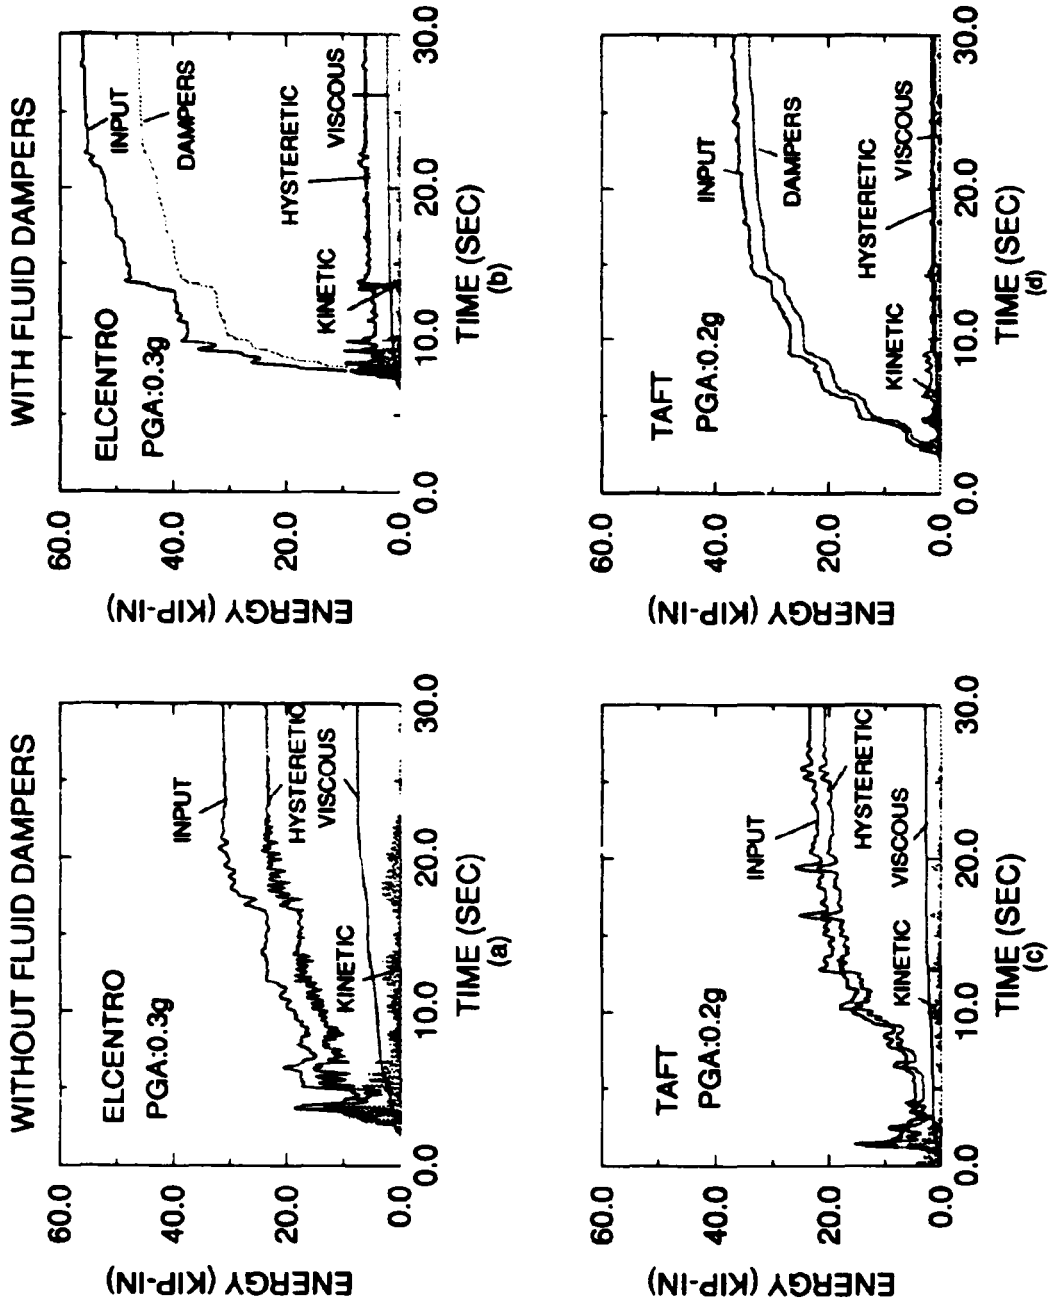 WITHOUT FLUID DAMPERS
ENERGY (KIP-IN)
60.0
40.0
20.0
0.0
ELCENTRO
PGA:0.3g
INPUT
HYSTERETIC
VISCOUS
KINETIC
0.0 10.0 20.0 30.0
TIME (SEC)
(a)
WITH FLUID DAMPERS
ENERGY (KIP-IN)
60.0
40.0
20.0
0.0
ELCENTRO
PGA:0.3g
INPUT
DAMPERS
HYSTERETIC
VISCOUS
KINETIC
0.0 10.0 20.0 30.0
TIME (SEC)
(b)
ENERGY (KIP-IN)
60.0
40.0
20.0
0.0
TAFT
PGA:0.2g
INPUT
HYSTERETIC
KINETIC
VISCOUS
0.0 10.0 20.0 30.0
TIME (SEC)
(c)
ENERGY (KIP-IN)
60.0
40.0
20.0
0.0
TAFT
PGA:0.2g
INPUT
DAMPERS
KINETIC
HYSTERETIC
VISCOUS
0.0 10.0 20.0 30.0
TIME (SEC)
(d)